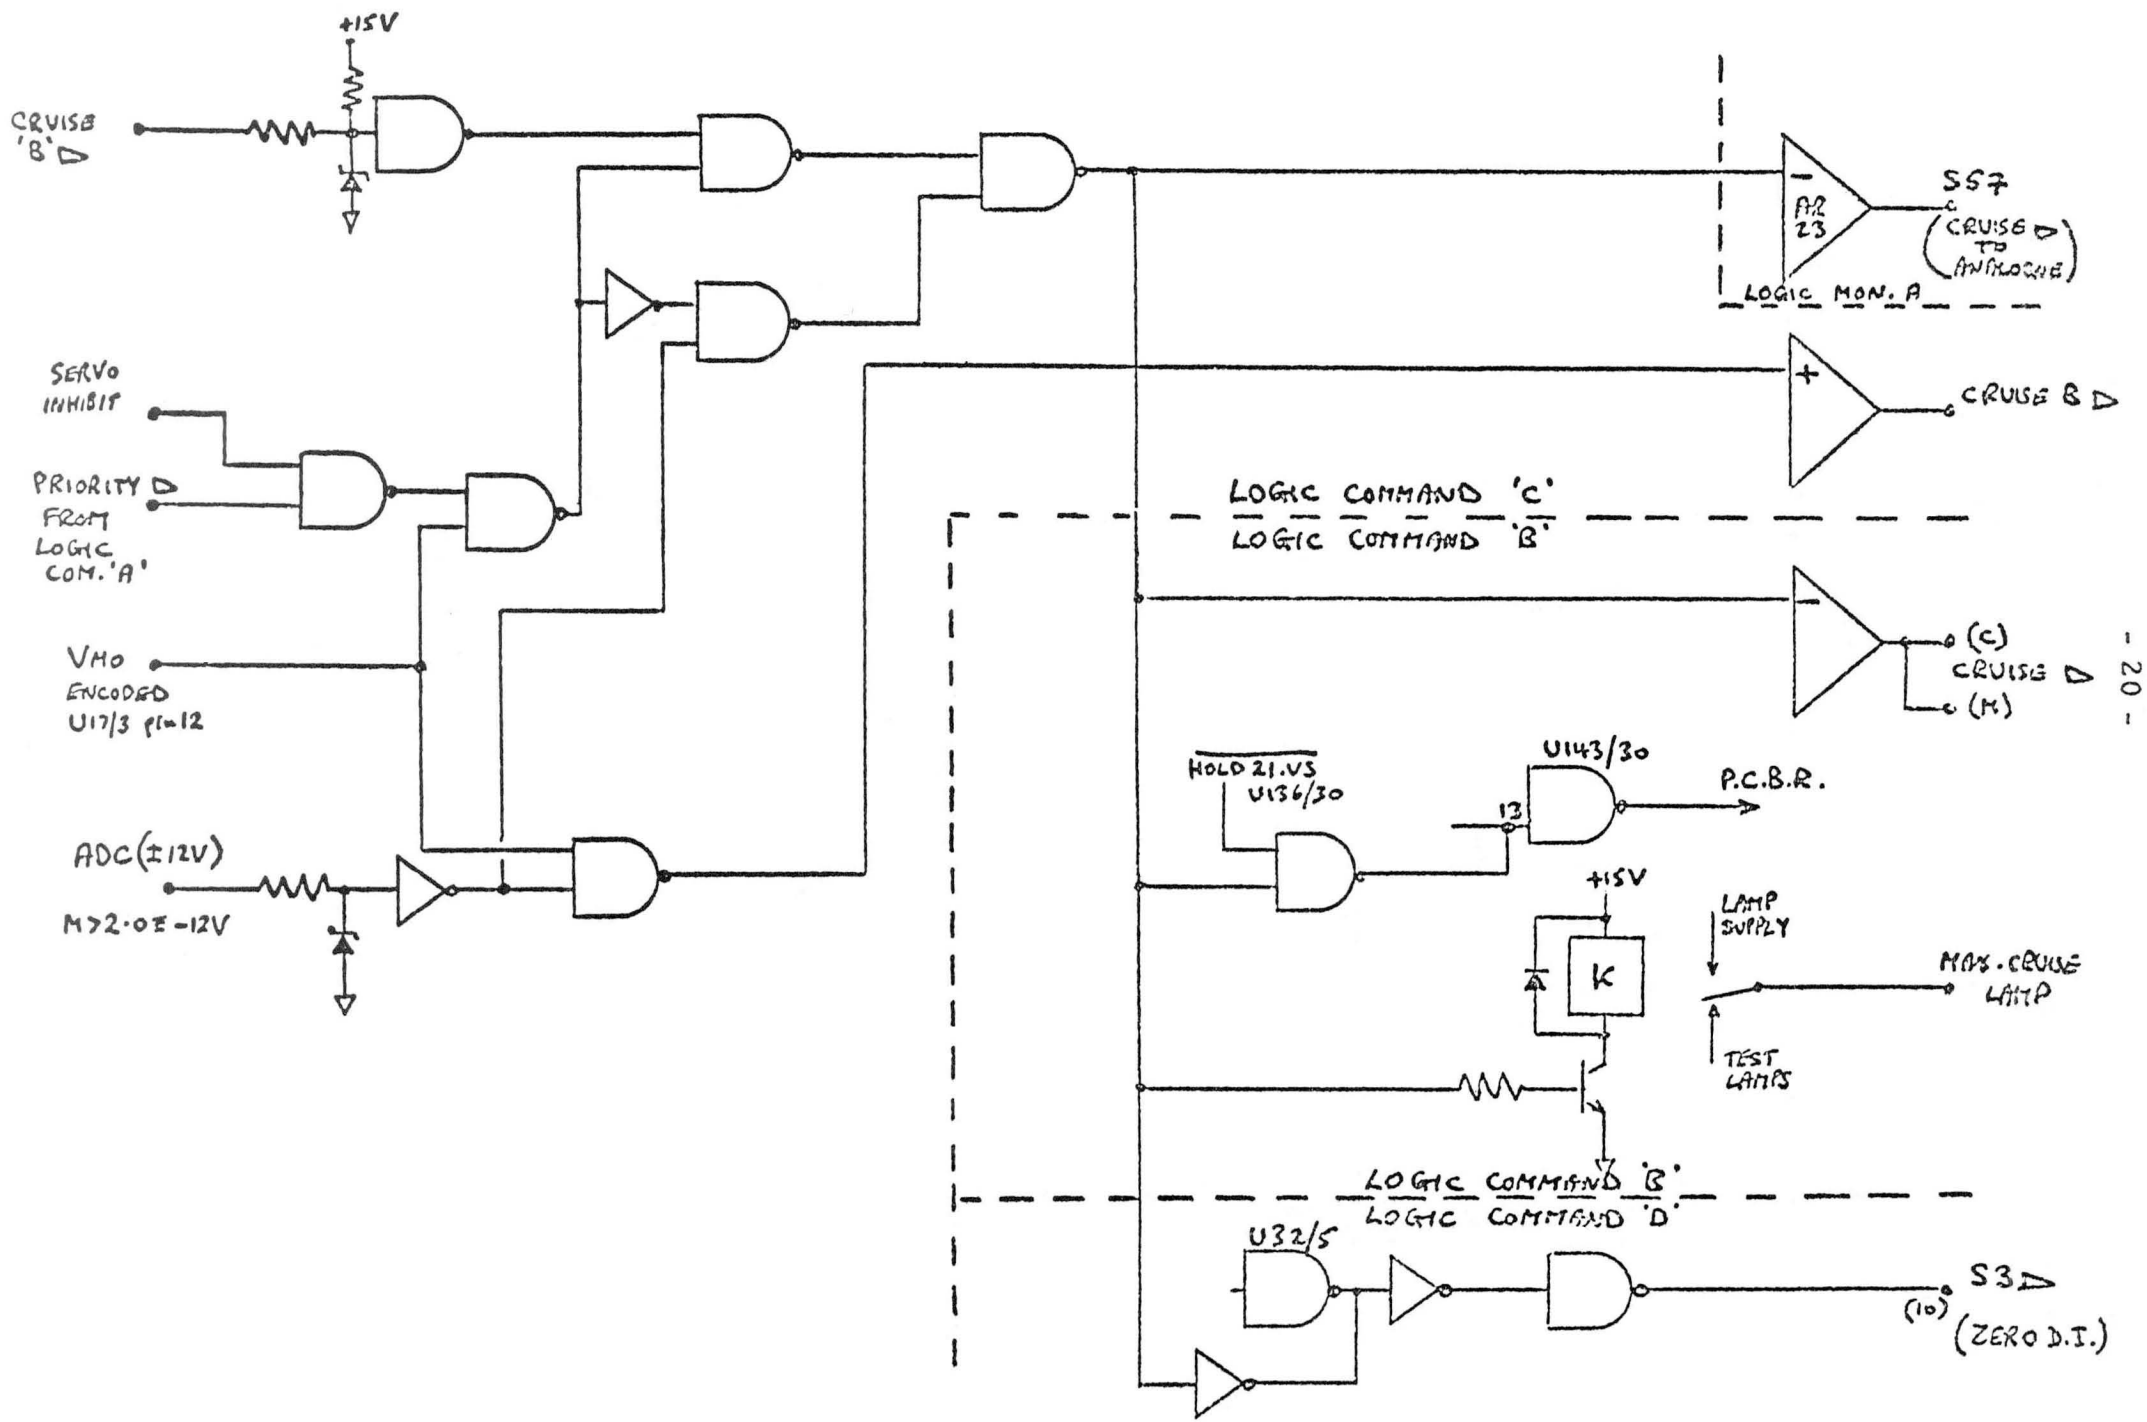 +15V
CRUISE
'B' ▷
-
AR
23
S57
(CRUISE ▷
TO
ANALOGUE)
LOGIC MON. A
SERVO
INHIBIT
+
CRUISE B ▷
PRIORITY ▷
FROM
LOGIC
COM. 'A'
LOGIC COMMAND 'C'
LOGIC COMMAND 'B'
VMO
ENCODED
U17/3 pin 12
-
(C)
CRUISE ▷
(M)
- 20 -
HOLD 21.VS
U136/30
U143/30
13
P.C.B.R.
ADC (±12V)
M>2.0≡-12V
+15V
K
LAMP
SUPPLY
MAX. CRUISE
LAMP
TEST
LAMPS
LOGIC COMMAND 'B'
LOGIC COMMAND 'D'
U32/5
S3 ▷
(10)
(ZERO D.I.)